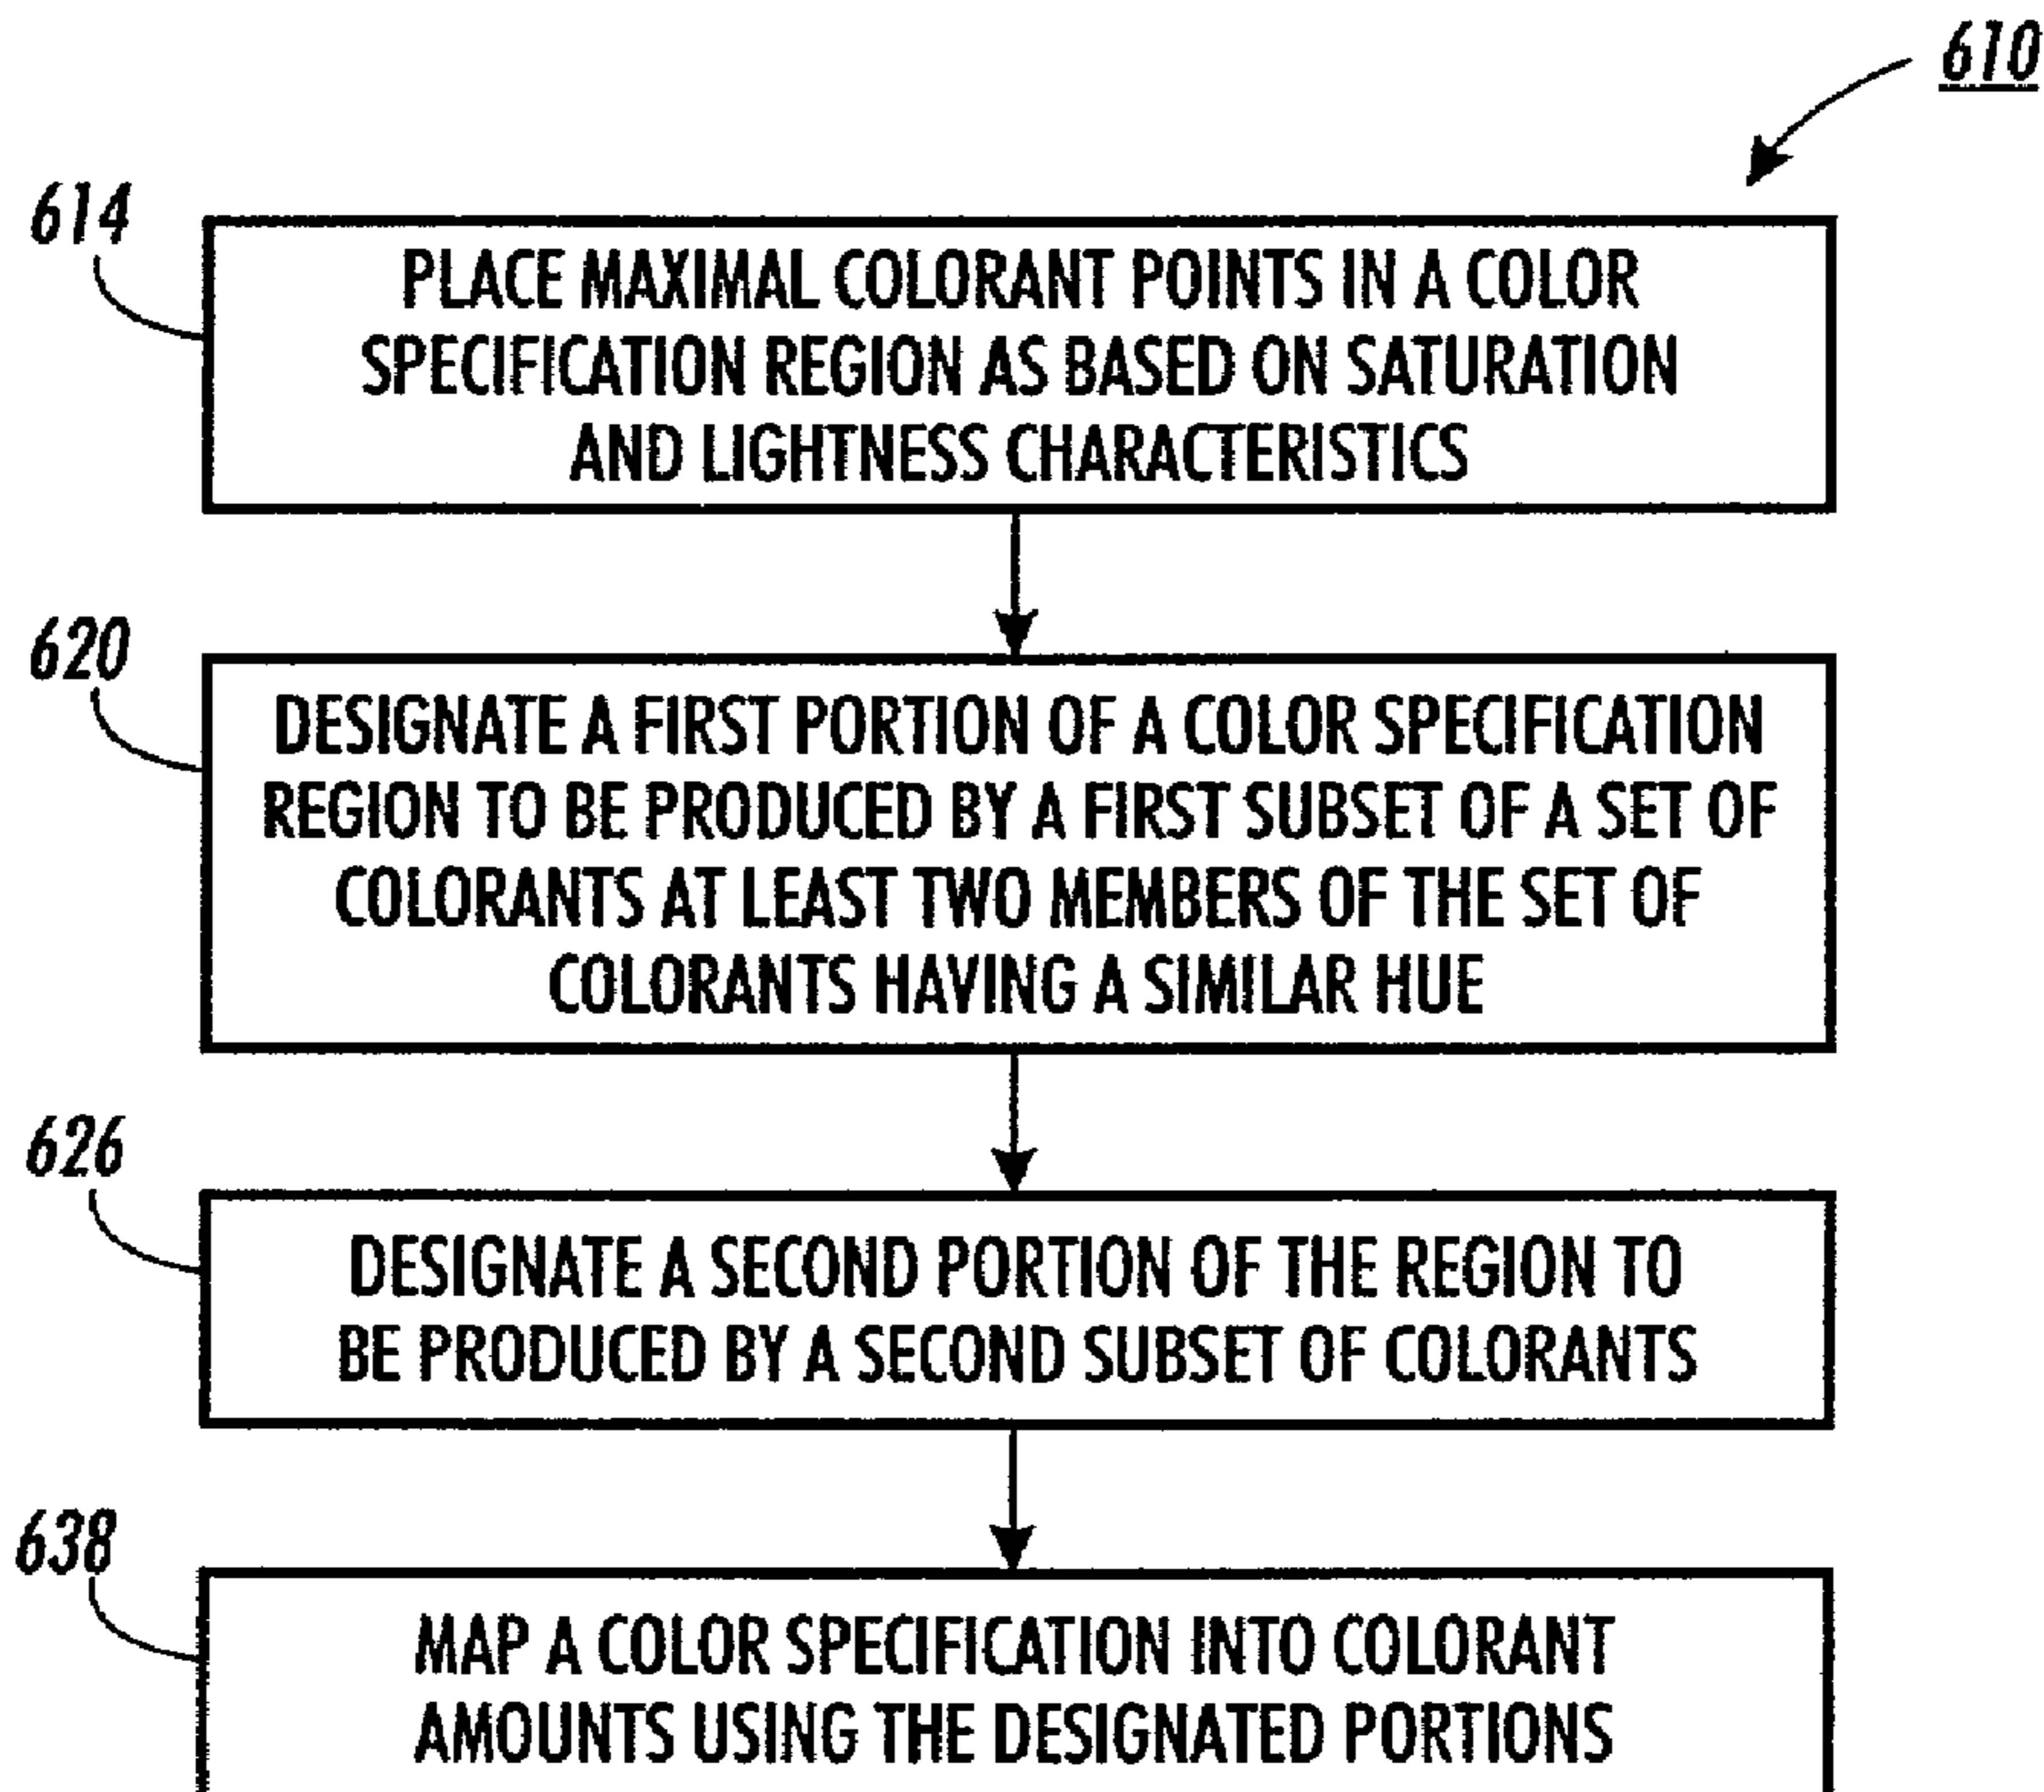 610
614
PLACE MAXIMAL COLORANT POINTS IN A COLOR
SPECIFICATION REGION AS BASED ON SATURATION
AND LIGHTNESS CHARACTERISTICS
620
DESIGNATE A FIRST PORTION OF A COLOR SPECIFICATION
REGION TO BE PRODUCED BY A FIRST SUBSET OF A SET OF
COLORANTS AT LEAST TWO MEMBERS OF THE SET OF
COLORANTS HAVING A SIMILAR HUE
626
DESIGNATE A SECOND PORTION OF THE REGION TO
BE PRODUCED BY A SECOND SUBSET OF COLORANTS
638
MAP A COLOR SPECIFICATION INTO COLORANT
AMOUNTS USING THE DESIGNATED PORTIONS